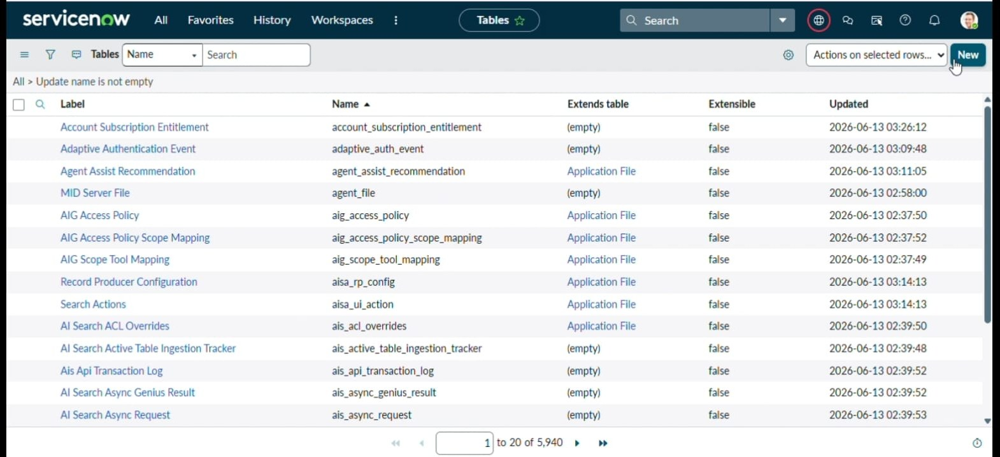 servicenow All Favorites History Workspaces Tables Search
Tables Name Search Actions on selected rows... New
All > Update name is not empty
Label Name Extends table Extensible Updated
Account Subscription Entitlement account_subscription_entitlement (empty) false 2026-06-13 03:26:12
Adaptive Authentication Event adaptive_auth_event (empty) false 2026-06-13 03:09:48
Agent Assist Recommendation agent_assist_recommendation Application File false 2026-06-13 03:11:05
MID Server File agent_file (empty) false 2026-06-13 02:58:00
AIG Access Policy aig_access_policy Application File false 2026-06-13 02:37:50
AIG Access Policy Scope Mapping aig_access_policy_scope_mapping Application File false 2026-06-13 02:37:52
AIG Scope Tool Mapping aig_scope_tool_mapping Application File false 2026-06-13 02:37:49
Record Producer Configuration aisa_rp_config Application File false 2026-06-13 03:14:13
Search Actions aisa_ui_action Application File false 2026-06-13 03:14:13
AI Search ACL Overrides ais_acl_overrides Application File false 2026-06-13 02:39:50
AI Search Active Table Ingestion Tracker ais_active_table_ingestion_tracker (empty) false 2026-06-13 02:39:48
Ais Api Transaction Log ais_api_transaction_log (empty) false 2026-06-13 02:39:52
AI Search Async Genius Result ais_async_genius_result (empty) false 2026-06-13 02:39:52
AI Search Async Request ais_async_request (empty) false 2026-06-13 02:39:53
1 to 20 of 5,940